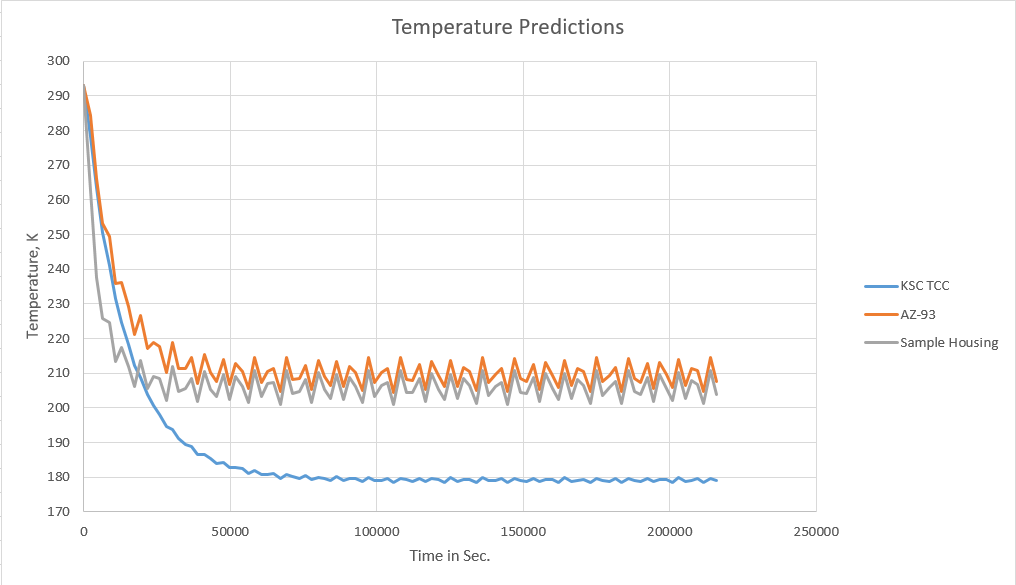 Temperature Predictions
300
290
280
270
260
250
240
230
220
210
200
190
180
170
Temperature, K
0 50000 100000 150000 200000 250000
Time in Sec.
KSC TCC
AZ-93
Sample Housing